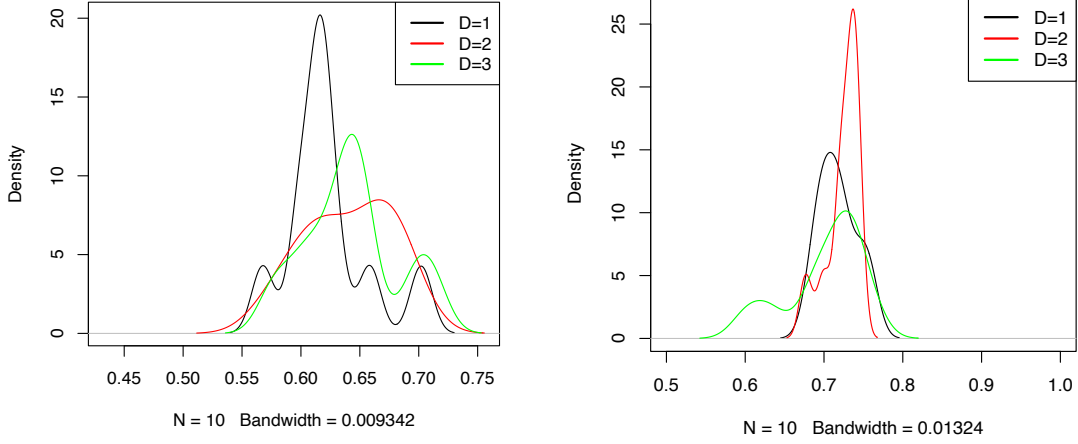 D=1
D=2
D=3
Density
0
5
10
15
20
0.45 0.50 0.55 0.60 0.65 0.70 0.75
N = 10 Bandwidth = 0.009342
D=1
D=2
D=3
Density
0
5
10
15
20
25
0.5 0.6 0.7 0.8 0.9 1.0
N = 10 Bandwidth = 0.01324